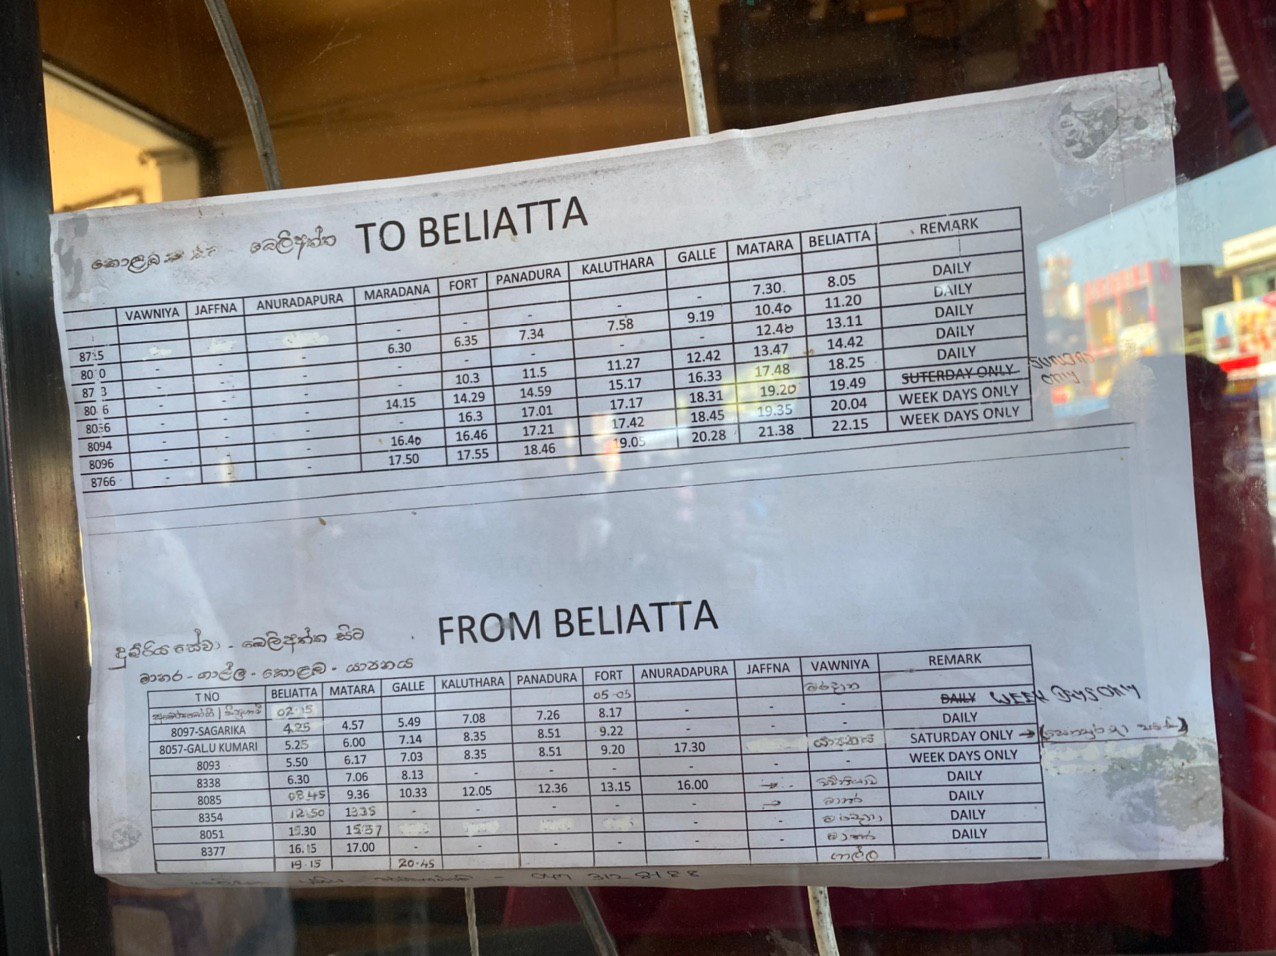 කොළඹ බෙලිඅත්ත TO BELIATTA
VAWNIYA JAFFNA ANURADAPURA MARADANA FORT PANADURA KALUTHARA GALLE MATARA BELIATTA REMARK
- - - - - - - - 7.30 8.05 DAILY
- 6.30 6.35 7.34 7.58 9.19 10.40 11.20 DAILY
- - - - - - - - 12.40 13.11 DAILY
- - - - 10.3 11.5 11.27 12.42 13.47 14.42 DAILY
- - - 14.15 14.29 14.59 15.17 16.33 17.48 18.25 DAILY
- - - - 16.3 17.01 17.17 18.31 19.20 19.49 SUTERDAY ONLY SUNDAY ONLY
8094 - - - 16.40 16.46 17.21 17.42 18.45 19.35 20.04 WEEK DAYS ONLY
8096 - - - 17.50 17.55 18.46 19.05 20.28 21.38 22.15 WEEK DAYS ONLY
8766
දුම්රිය සේවා - බෙලිඅත්ත සිට
මාතර - ගාල්ල - කොළඹ - යාපනය
FROM BELIATTA
T NO BELIATTA MATARA GALLE KALUTHARA PANADURA FORT ANURADAPURA JAFFNA VAWNIYA REMARK
02.15 05.05 මරදාන
8097-SAGARIKA 4.25 4.57 5.49 7.08 7.26 8.17 - - - DAILY WEEK DAYS ONLY
8057-GALU KUMARI 5.25 6.00 7.14 8.35 8.51 9.22 - - - DAILY
8093 5.50 6.17 7.03 8.35 8.51 9.20 17.30 SATURDAY ONLY
8338 6.30 7.06 8.13 - - - - - WEEK DAYS ONLY
8085 08.45 9.36 10.33 12.05 12.36 13.15 16.00 DAILY
8354 12.50 13.35 DAILY
8051 15.30 15.37 - - DAILY
8377 16.15 17.00 - - - - - - DAILY
19.15 20.45 ගාල්ල
047 312 2188